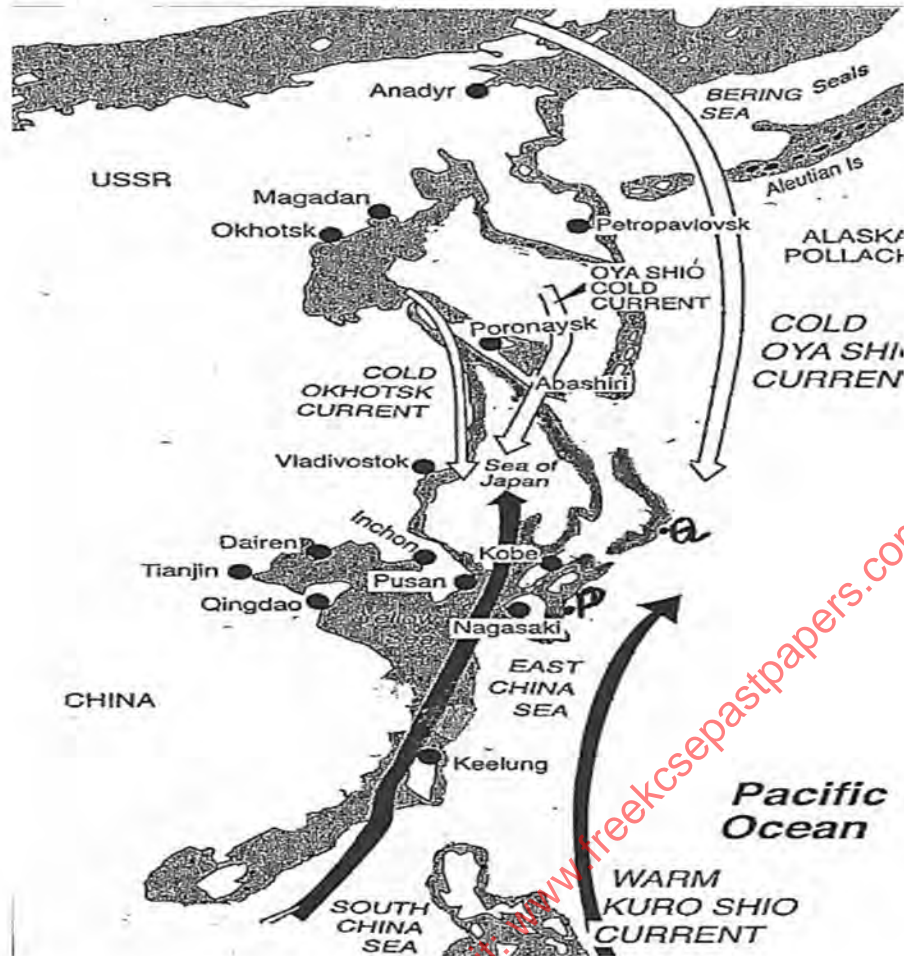 Anadyr
BERING Seals
SEA
USSR
Aleutian Is
Magadan
Okhotsk
Petropavlovsk
ALASKA
POLLACH
OYA SHIO
COLD
CURRENT
Poronaysk
COLD
OYA SHI
CURREN
COLD
OKHOTSK
CURRENT
Abashiri
Vladivostok
Sea of
Japan
Inchon
Q
Dairen
Kobe
Tianjin
Pusan
P
Qingdao
Nagasaki
EAST
CHINA
SEA
CHINA
Keelung
Pacific
Ocean
WARM
KURO SHIO
CURRENT
SOUTH
CHINA
SEA
www.freekcsepastpapers.com